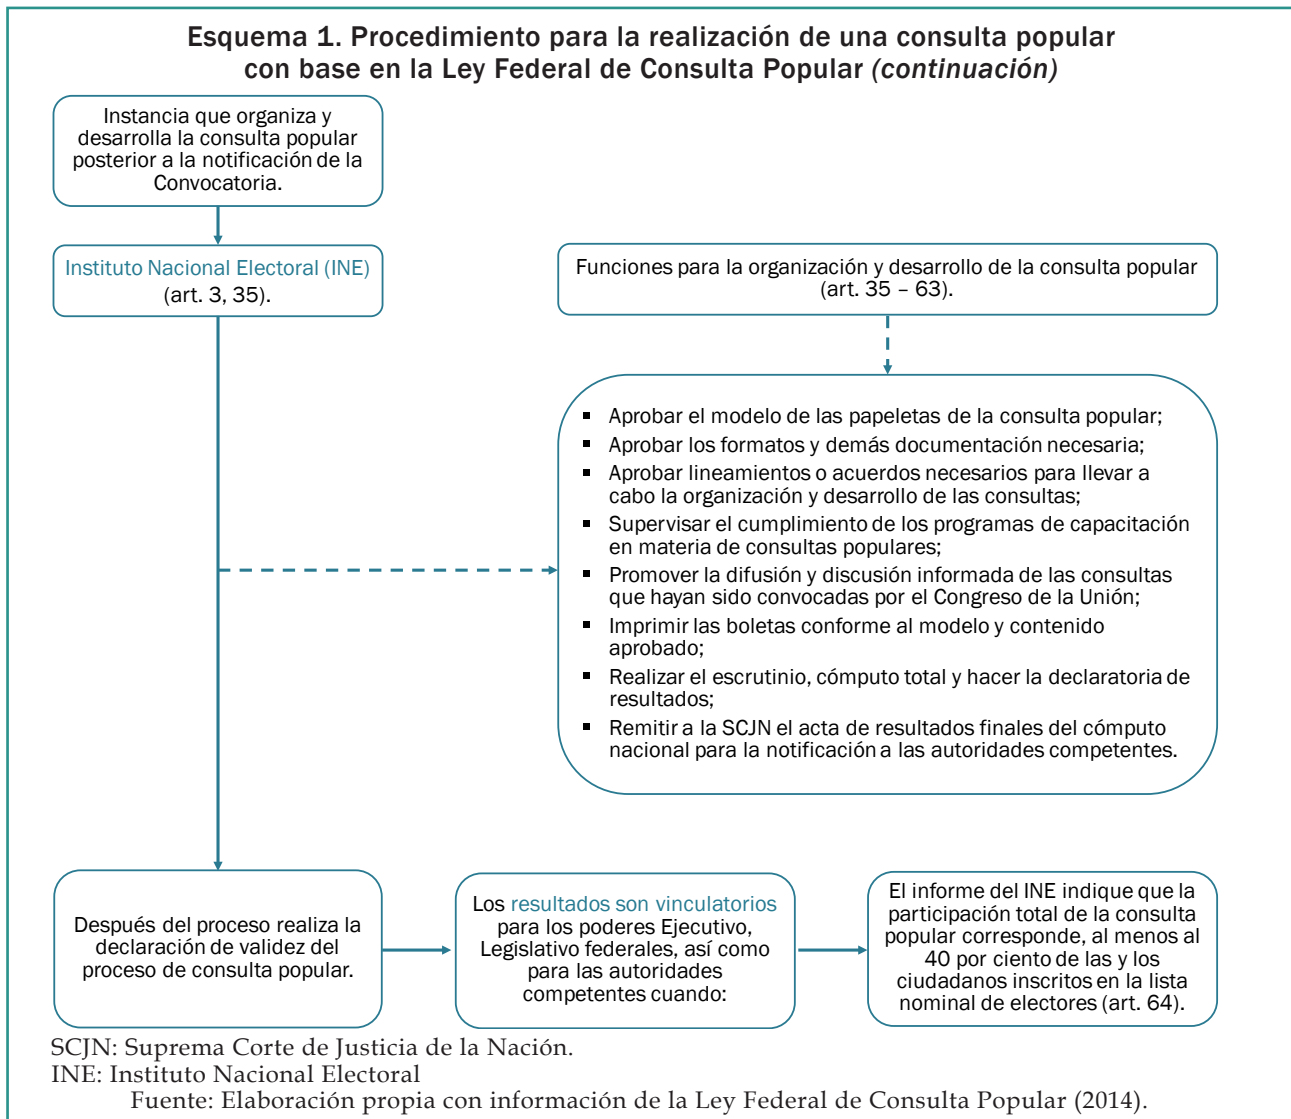 Esquema 1. Procedimiento para la realización de una consulta popular
con base en la Ley Federal de Consulta Popular (continuación)
Instancia que organiza y
desarrolla la consulta popular
posterior a la notificación de la
Convocatoria.
Instituto Nacional Electoral (INE)
(art. 3, 35).
Funciones para la organización y desarrollo de la consulta popular
(art. 35 – 63).
▪ Aprobar el modelo de las papeletas de la consulta popular;
▪ Aprobar los formatos y demás documentación necesaria;
▪ Aprobar lineamientos o acuerdos necesarios para llevar a
cabo la organización y desarrollo de las consultas;
▪ Supervisar el cumplimiento de los programas de capacitación
en materia de consultas populares;
▪ Promover la difusión y discusión informada de las consultas
que hayan sido convocadas por el Congreso de la Unión;
▪ Imprimir las boletas conforme al modelo y contenido
aprobado;
▪ Realizar el escrutinio, cómputo total y hacer la declaratoria de
resultados;
▪ Remitir a la SCJN el acta de resultados finales del cómputo
nacional para la notificación a las autoridades competentes.
Después del proceso realiza la
declaración de validez del
proceso de consulta popular.
Los resultados son vinculatorios
para los poderes Ejecutivo,
Legislativo federales, así como
para las autoridades
competentes cuando:
El informe del INE indique que la
participación total de la consulta
popular corresponde, al menos al
40 por ciento de las y los
ciudadanos inscritos en la lista
nominal de electores (art. 64).
SCJN: Suprema Corte de Justicia de la Nación.
INE: Instituto Nacional Electoral
Fuente: Elaboración propia con información de la Ley Federal de Consulta Popular (2014).